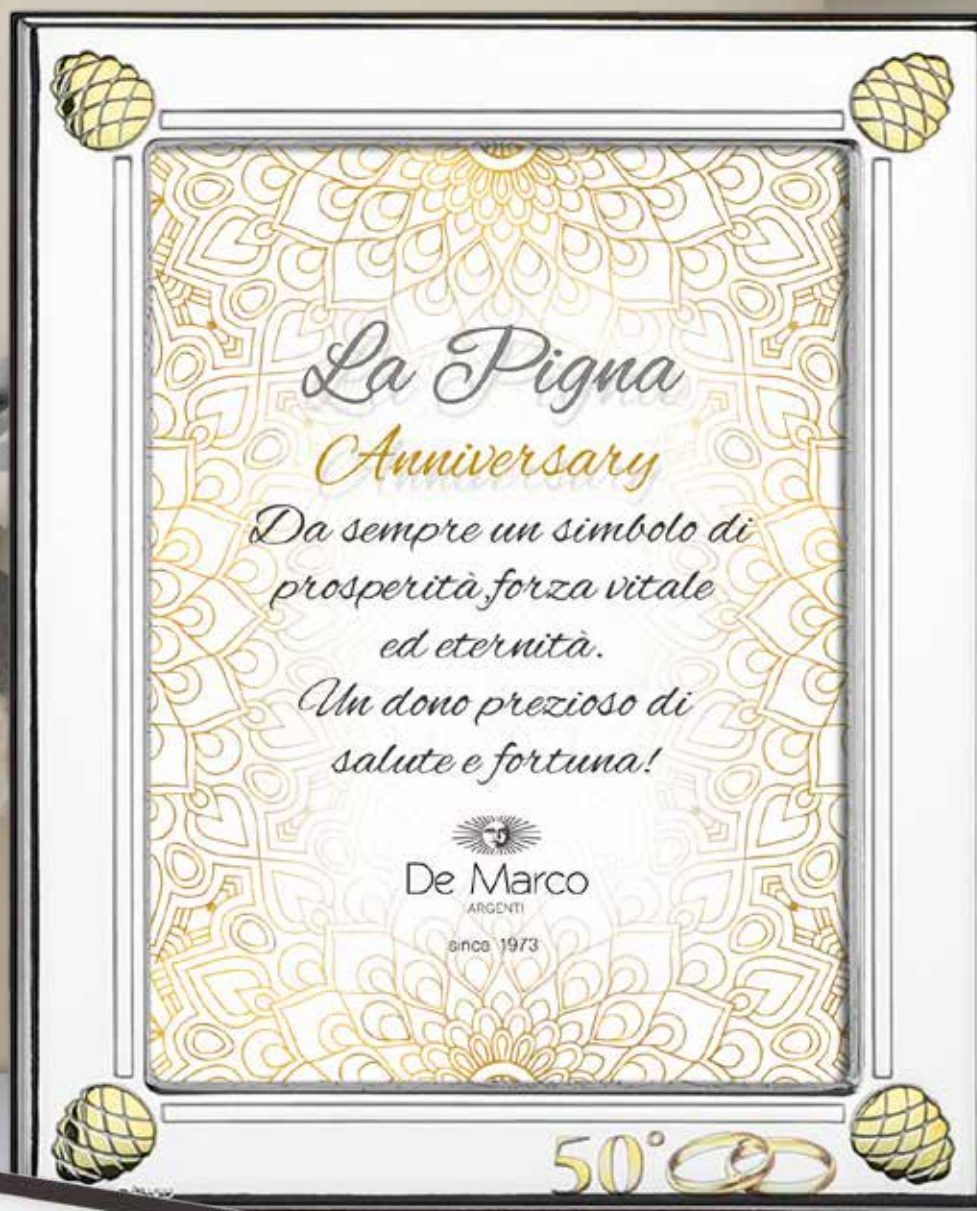 La Pigna
Anniversary
Da sempre un simbolo di
prosperità, forza vitale
ed eternità.
Un dono prezioso di
salute e fortuna!
De Marco
ARGENTI
since 1973
50°